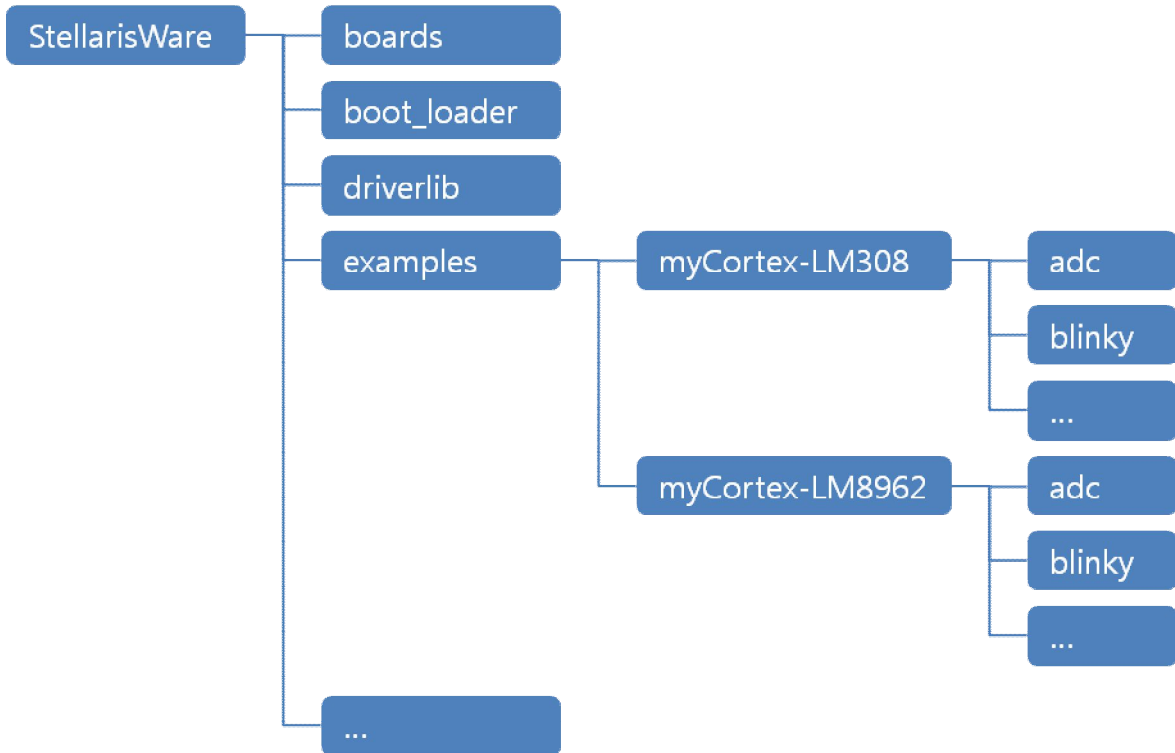 StellarisWare
boards
boot_loader
driverlib
examples
myCortex-LM308
adc
blinky
...
myCortex-LM8962
adc
blinky
...
...